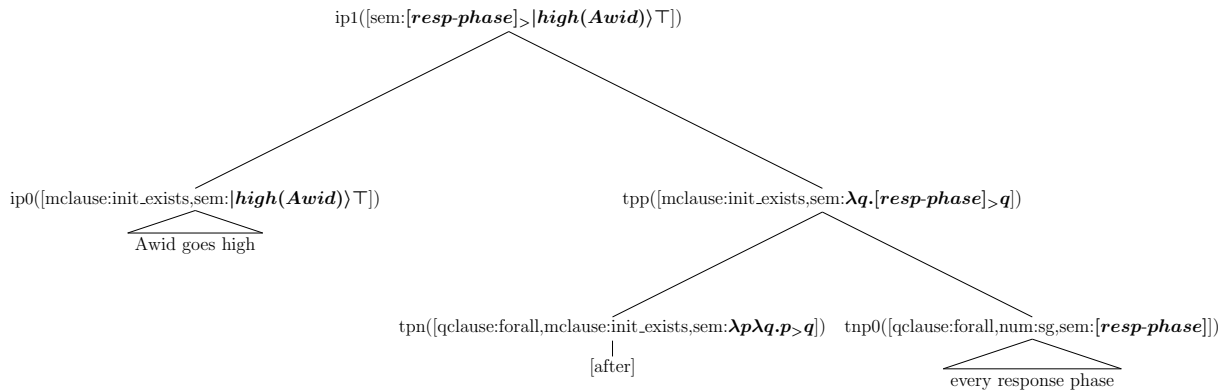 ip1([sem:[resp-phase]>|high(Awid)⟩⊤])
ip0([mclause:init_exists,sem:|high(Awid)⟩⊤])
tpp([mclause:init_exists,sem:λq.[resp-phase]>q])
Awid goes high
tpn([qclause:forall,mclause:init_exists,sem:λpλq.p>q])
tnp0([qclause:forall,num:sg,sem:[resp-phase]])
[after]
every response phase